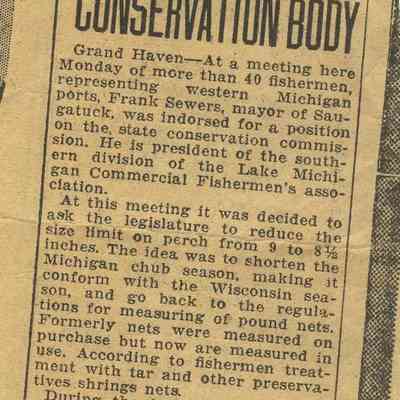 CONSERVATION BODY
Grand Haven—At a meeting here
Monday of more than 40 fishermen,
representing western Michigan
ports, Frank Sewers, mayor of Sau-
gatuck, was indorsed for a position
on the state conservation commis-
sion. He is president of the south-
ern division of the Lake Michi-
gan Commercial Fishermen's asso-
ciation.
At this meeting it was decided to
ask the legislature to reduce the
size limit on perch from 9 to 8½
inches. The idea was to shorten the
Michigan chub season, making it
conform with the Wisconsin sea-
son, and go back to the regula-
tions for measuring of pound nets.
Formerly nets were measured on
purchase but now are measured in
use. According to fishermen treat-
ment with tar and other preserva-
tives shrings nets.
During the